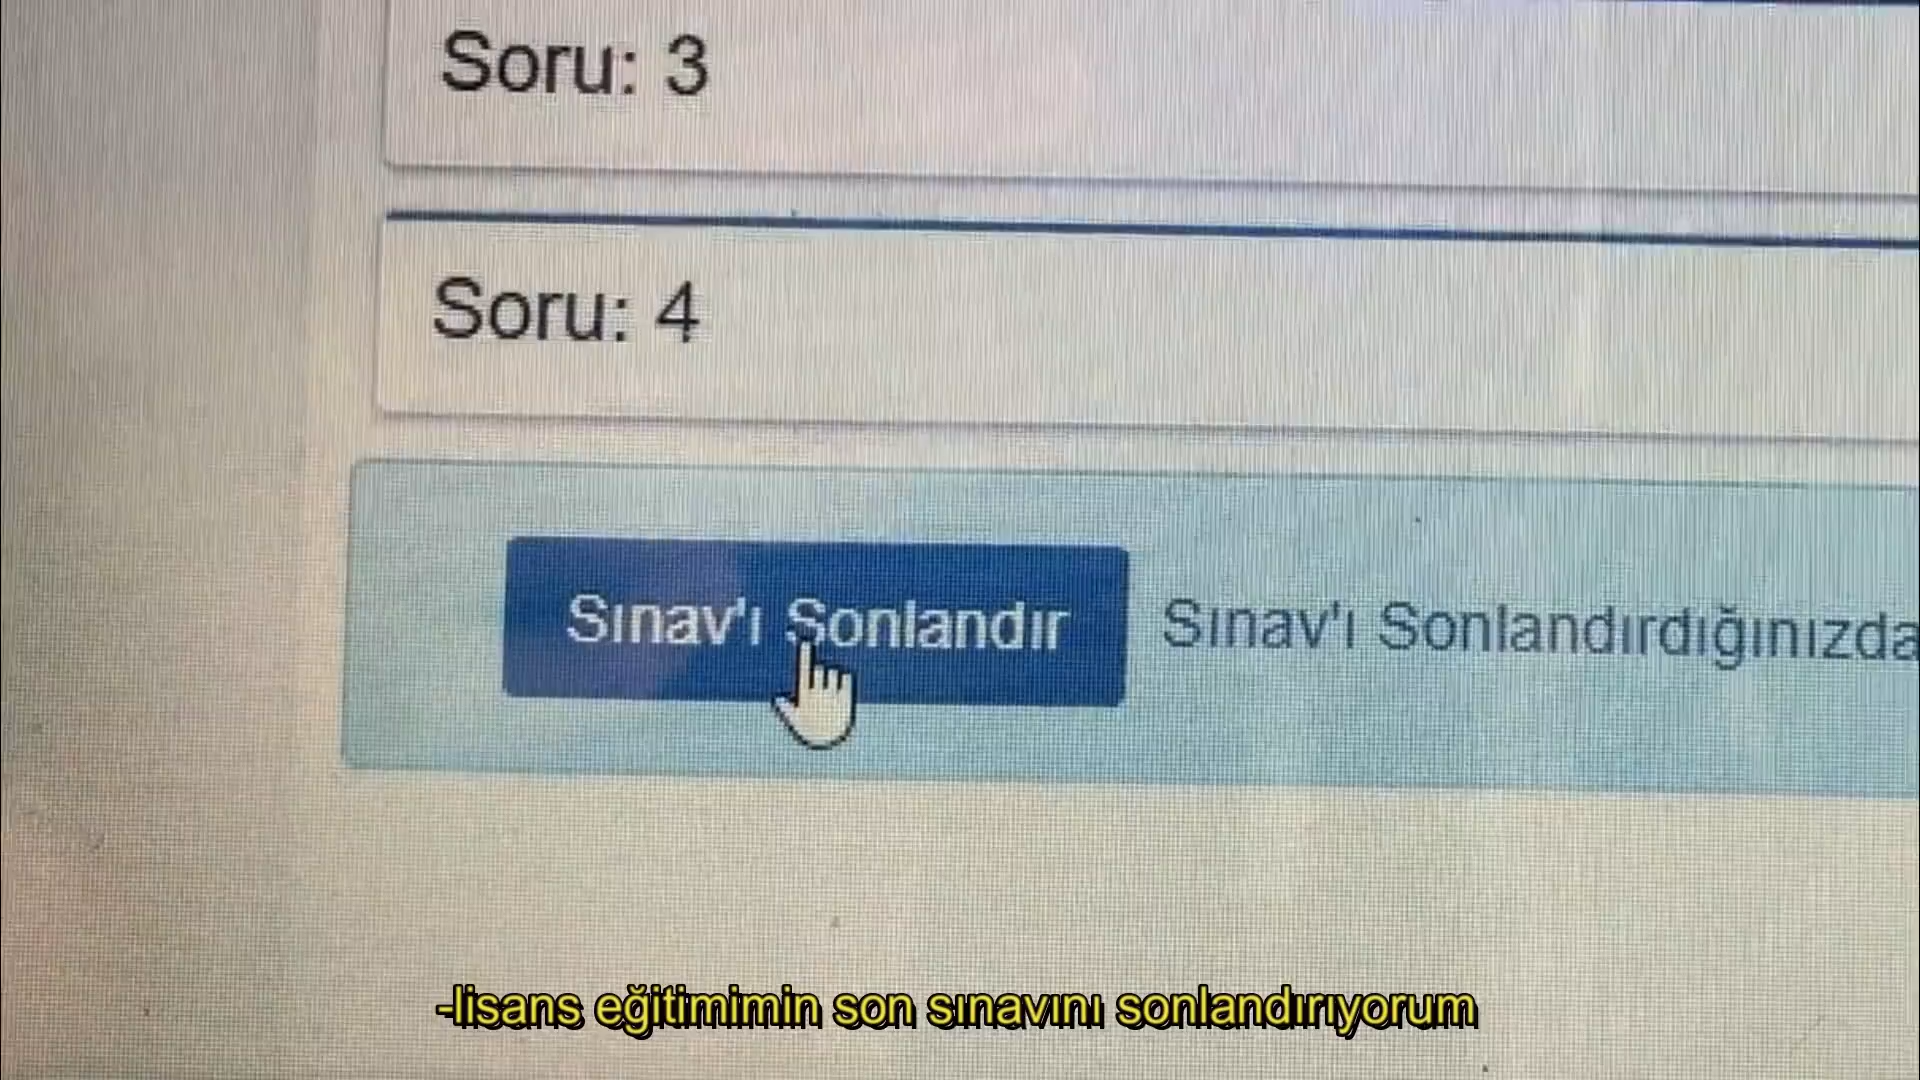 Soru: 3
Soru: 4
Sınav'ı Sonlandır
Sınav'ı Sonlandırdığınızda
-lisans eğitimimin son sınavını sonlandırıyorum